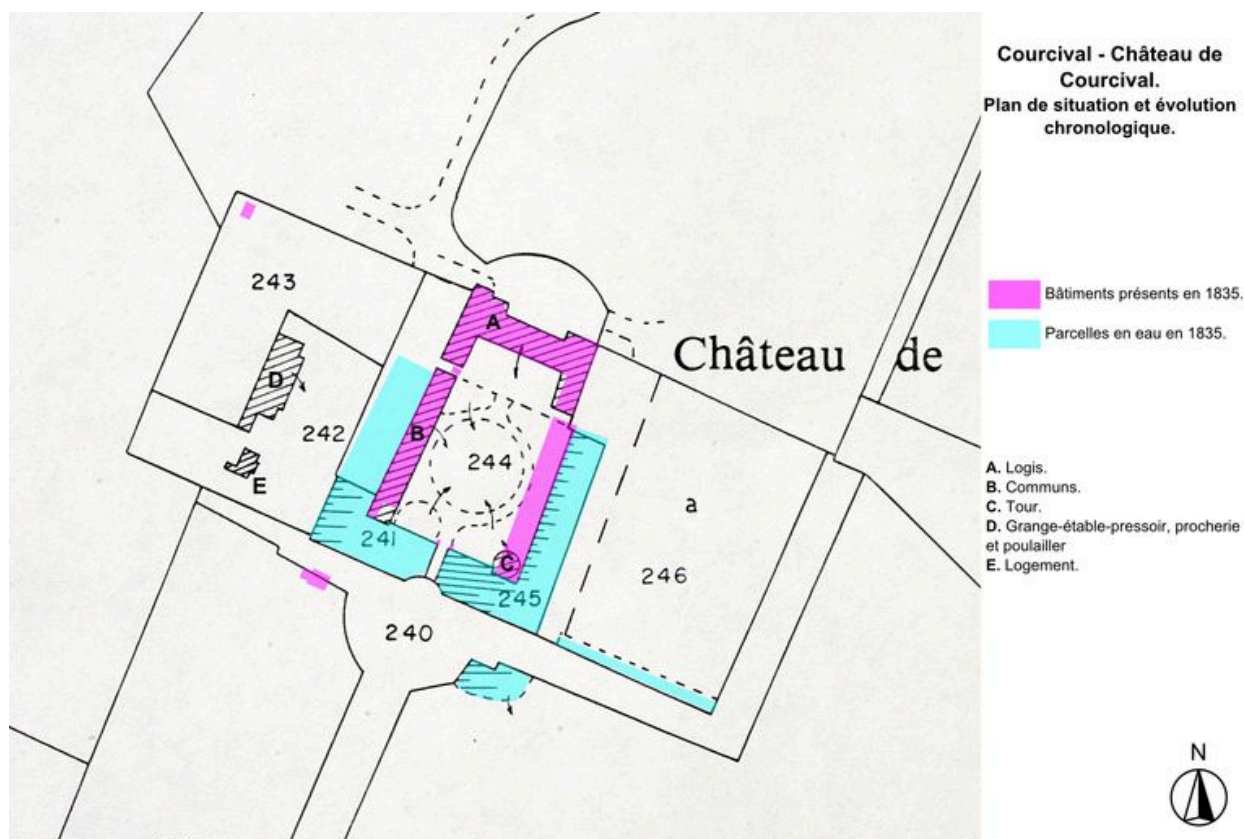 Courcival - Château de
Courcival.
Plan de situation et évolution
chronologique.
Bâtiments présents en 1835.
Parcelles en eau en 1835.
A. Logis.
B. Communs.
C. Tour.
D. Grange-étable-pressoir, procherie
et poulailler
E. Logement.
N
243
A
Château de
D
242
B
244
a
E
241
C
245
246
240